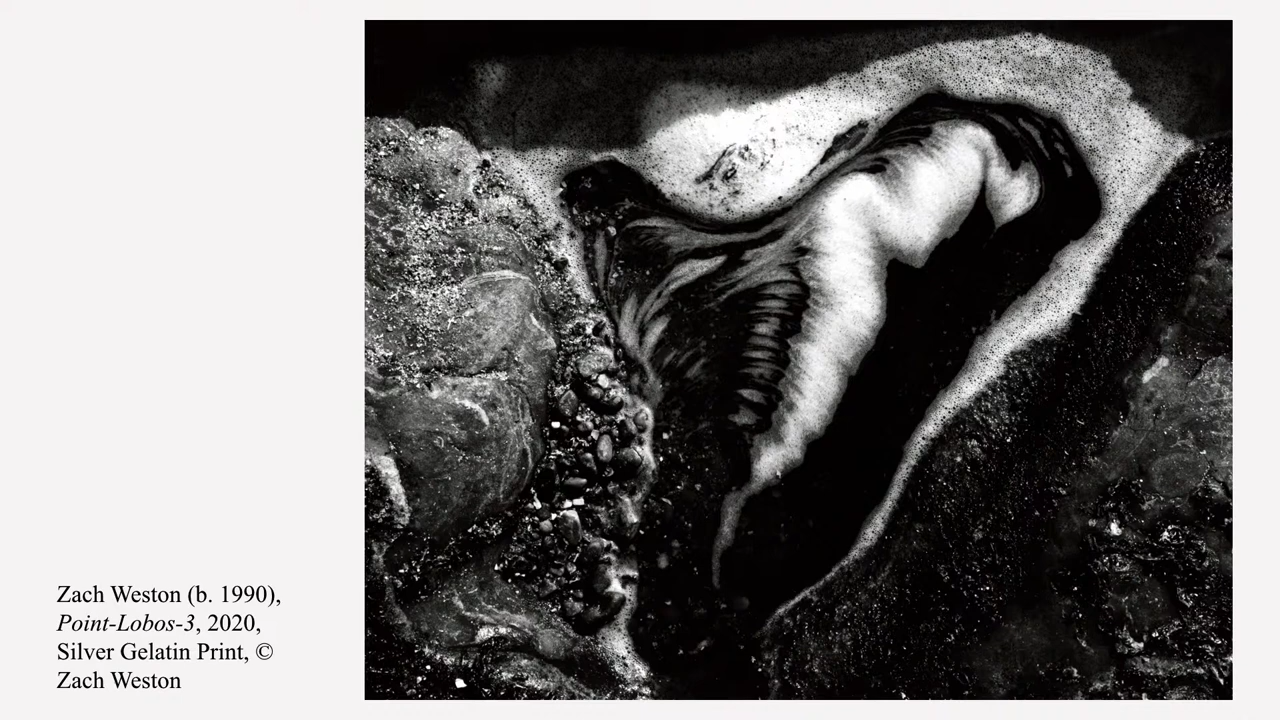 Zach Weston (b. 1990),
Point-Lobos-3, 2020,
Silver Gelatin Print, ©
Zach Weston